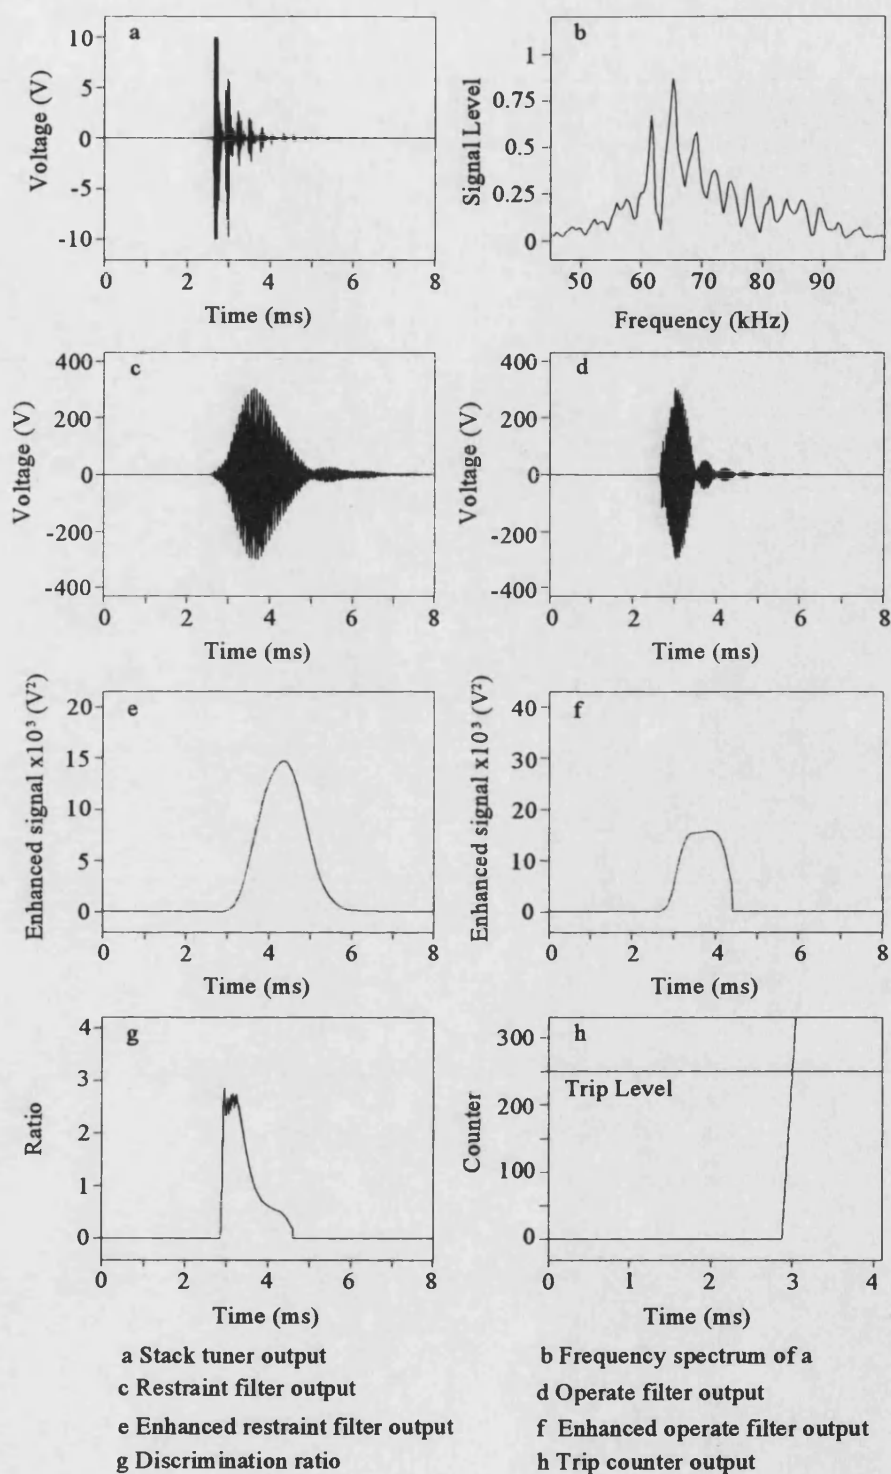 a
Voltage (V)
10
5
0
-5
-10
0 2 4 6 8
Time (ms)
b
Signal Level
1
0.75
0.5
0.25
0
50 60 70 80 90
Frequency (kHz)
c
Voltage (V)
400
200
0
-200
-400
0 2 4 6 8
Time (ms)
d
Voltage (V)
400
200
0
-200
-400
0 2 4 6 8
Time (ms)
e
Enhanced signal x10³ (V²)
20
15
10
5
0
0 2 4 6 8
Time (ms)
f
Enhanced signal x10³ (V²)
40
30
20
10
0
0 2 4 6 8
Time (ms)
g
Ratio
4
3
2
1
0
0 2 4 6 8
Time (ms)
h
Counter
300
200
100
0
Trip Level
0 1 2 3 4
Time (ms)
a Stack tuner output
b Frequency spectrum of a
c Restraint filter output
d Operate filter output
e Enhanced restraint filter output
f Enhanced operate filter output
g Discrimination ratio
h Trip counter output